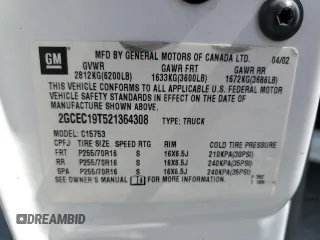 GM
MFD BY GENERAL MOTORS OF CANADA LTD. 04/02
GVWR GAWR FRT GAWR RR
2812KG(6200LB) 1633KG(3600LB) 1672KG(3686LB)
THIS VEHICLE CONFORMS TO ALL APPLICABLE U.S. FEDERAL MOTOR
VEHICLE SAFETY STANDARDS IN EFFECT ON THE DATE OF
MANUFACTURE SHOWN ABOVE.
2GCEC19T521364308 TYPE: TRUCK
MODEL: C15753
TIRE SIZE SPEED RTG RIM COLD TIRE PRESSURE
FRT P255/70R16 S 16X6.5J 210KPA(30PSI)
RR P255/70R16 S 16X6.5J 240KPA(35PSI)
SPA P255/70R16 S 16X6.5J 240KPA(35PSI)
SEE OWNER'S MANUAL FOR ADDITIONAL INFORMATION
AUTOBIDMASTER